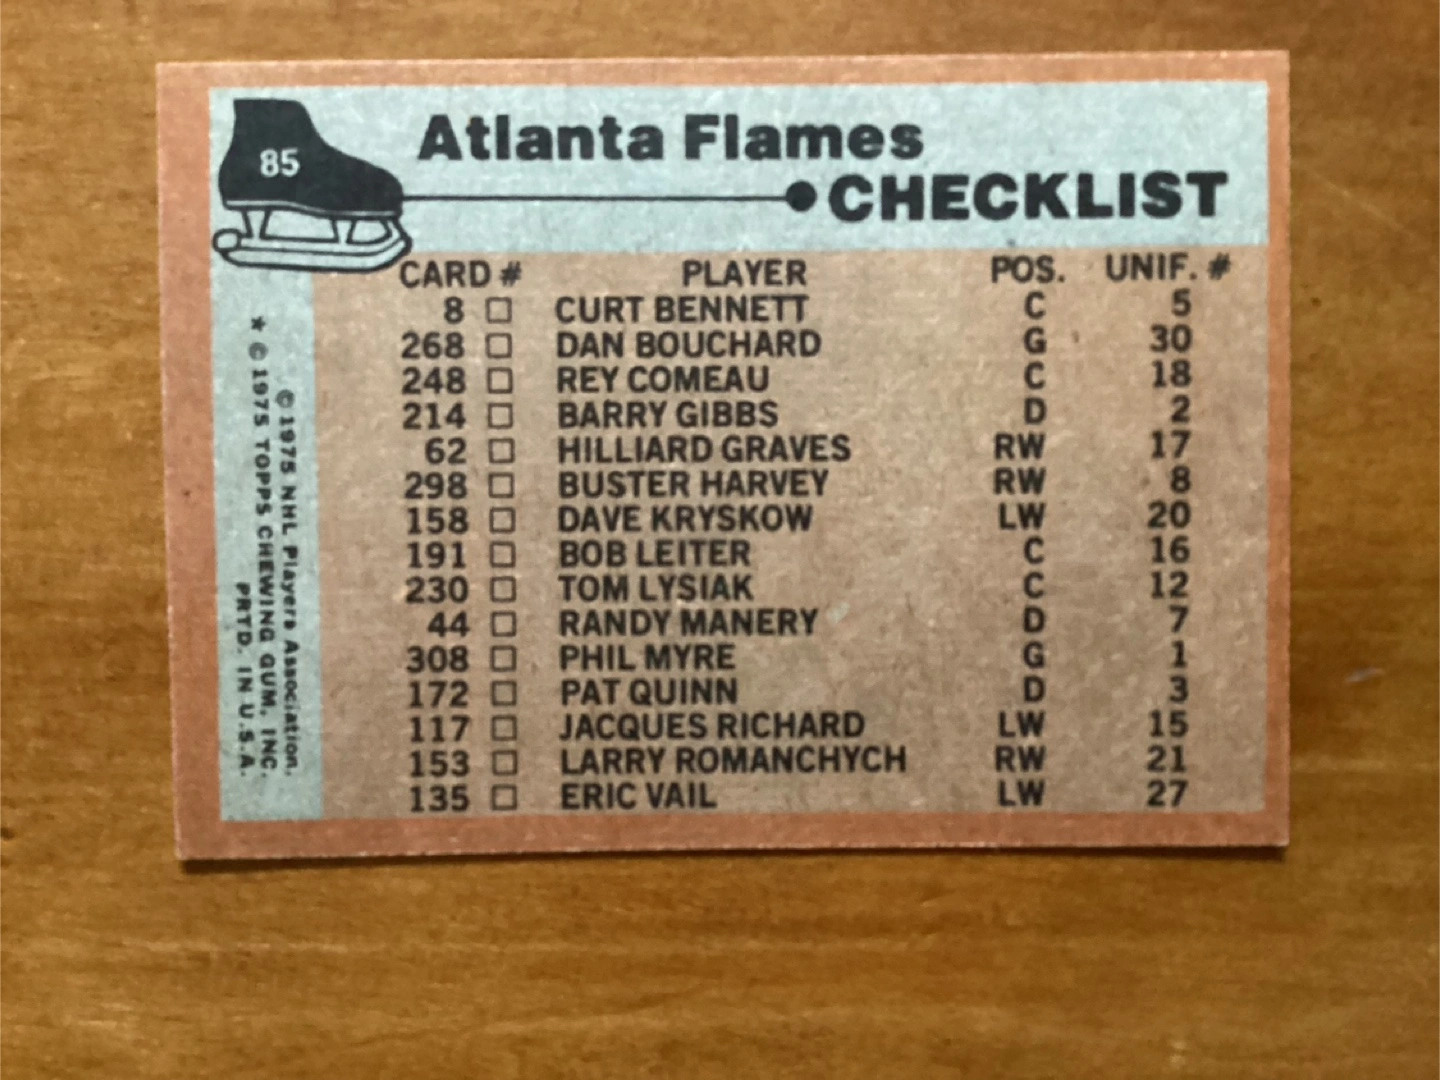 85
Atlanta Flames
CHECKLIST
CARD # PLAYER POS. UNIF. #
8 □ CURT BENNETT C 5
268 □ DAN BOUCHARD G 30
248 □ REY COMEAU C 18
214 □ BARRY GIBBS D 2
62 □ HILLIARD GRAVES RW 17
298 □ BUSTER HARVEY RW 8
158 □ DAVE KRYSKOW LW 20
191 □ BOB LEITER C 16
230 □ TOM LYSIAK C 12
44 □ RANDY MANERY D 7
308 □ PHIL MYRE G 1
172 □ PAT QUINN D 3
117 □ JACQUES RICHARD LW 15
153 □ LARRY ROMANCHYCH RW 21
135 □ ERIC VAIL LW 27
© 1975 NHL Players Association.
* © 1975 TOPPS CHEWING GUM, INC.
PRTD. IN U.S.A.